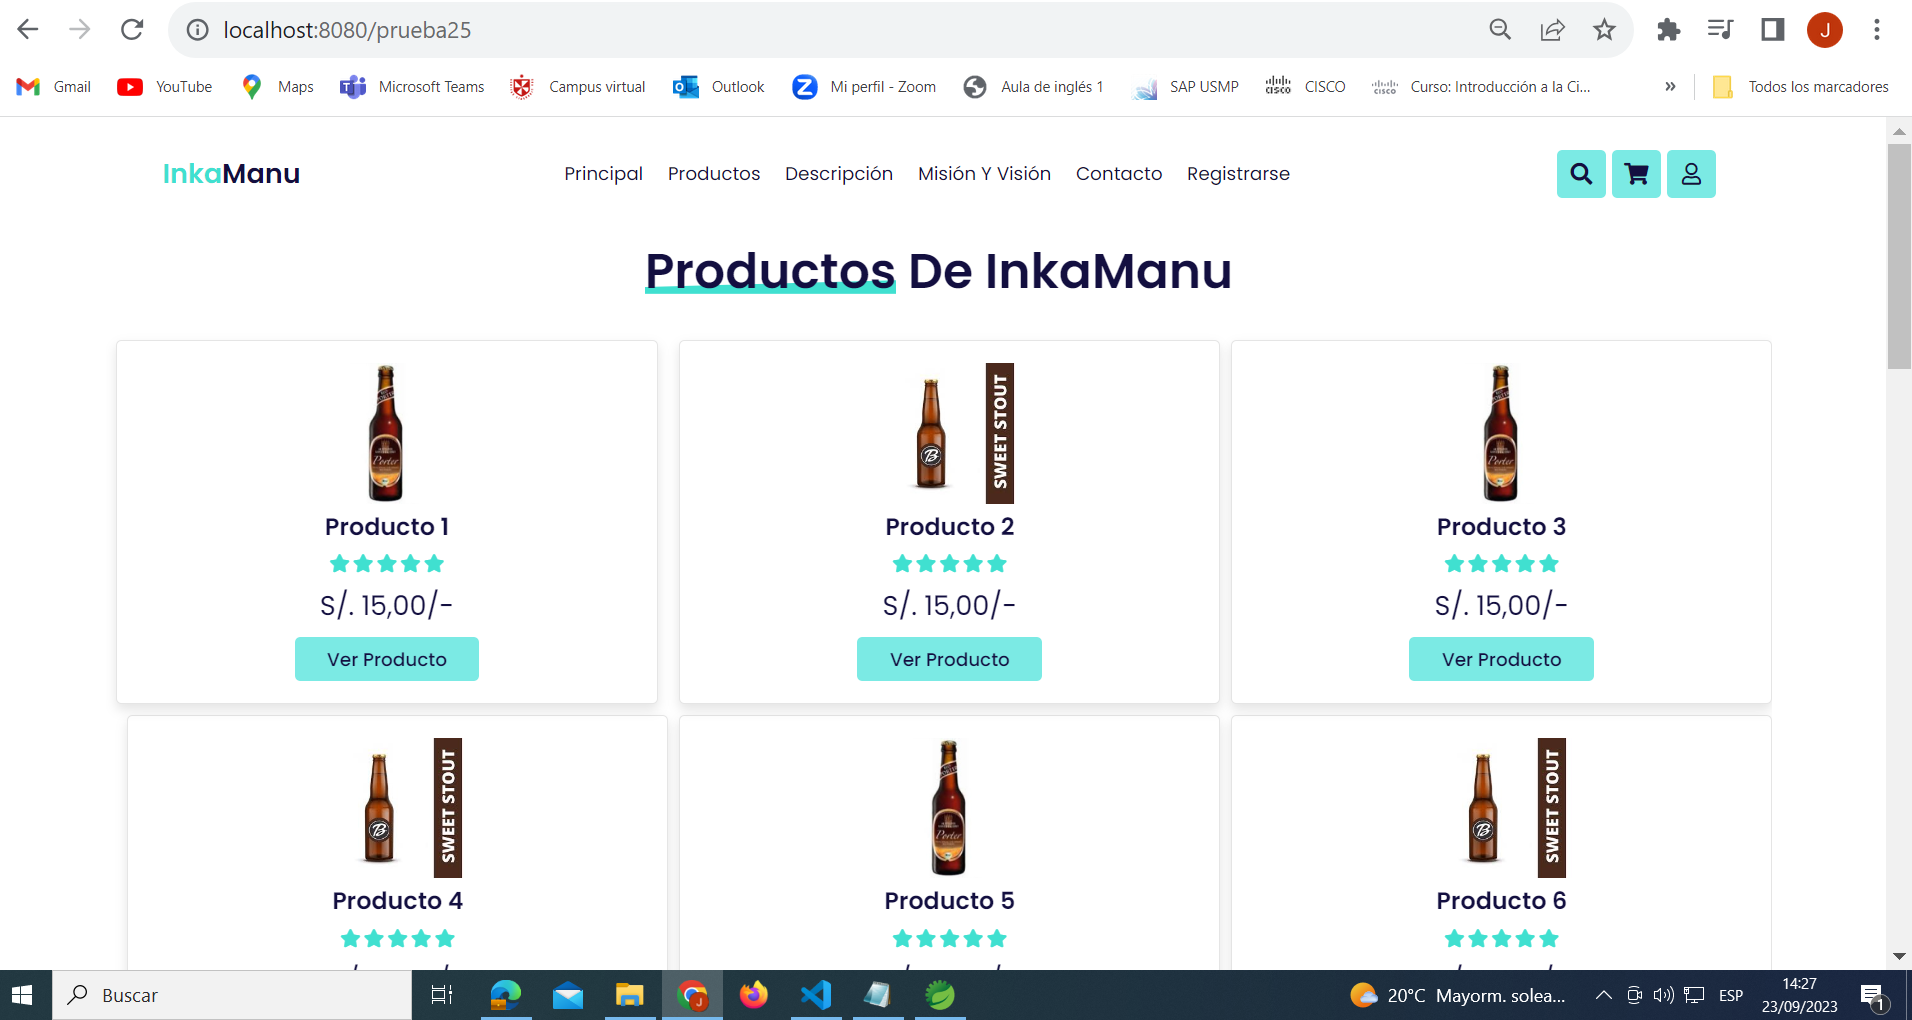 localhost:8080/prueba25
J
Gmail
YouTube
Maps
Microsoft Teams
Campus virtual
Outlook
Mi perfil - Zoom
Aula de inglés 1
SAP USMP
CISCO
Curso: Introducción a la Ci...
»
Todos los marcadores
InkaManu
Principal
Productos
Descripción
Misión Y Visión
Contacto
Registrarse
Productos De InkaManu
Porter
B
SWEET STOUT
Porter
Producto 1
Producto 2
Producto 3
S/. 15,00/-
S/. 15,00/-
S/. 15,00/-
Ver Producto
Ver Producto
Ver Producto
B
SWEET STOUT
Porter
B
SWEET STOUT
Producto 4
Producto 5
Producto 6
Buscar
J
20°C Mayorm. solea...
ESP
14:27
23/09/2023
1